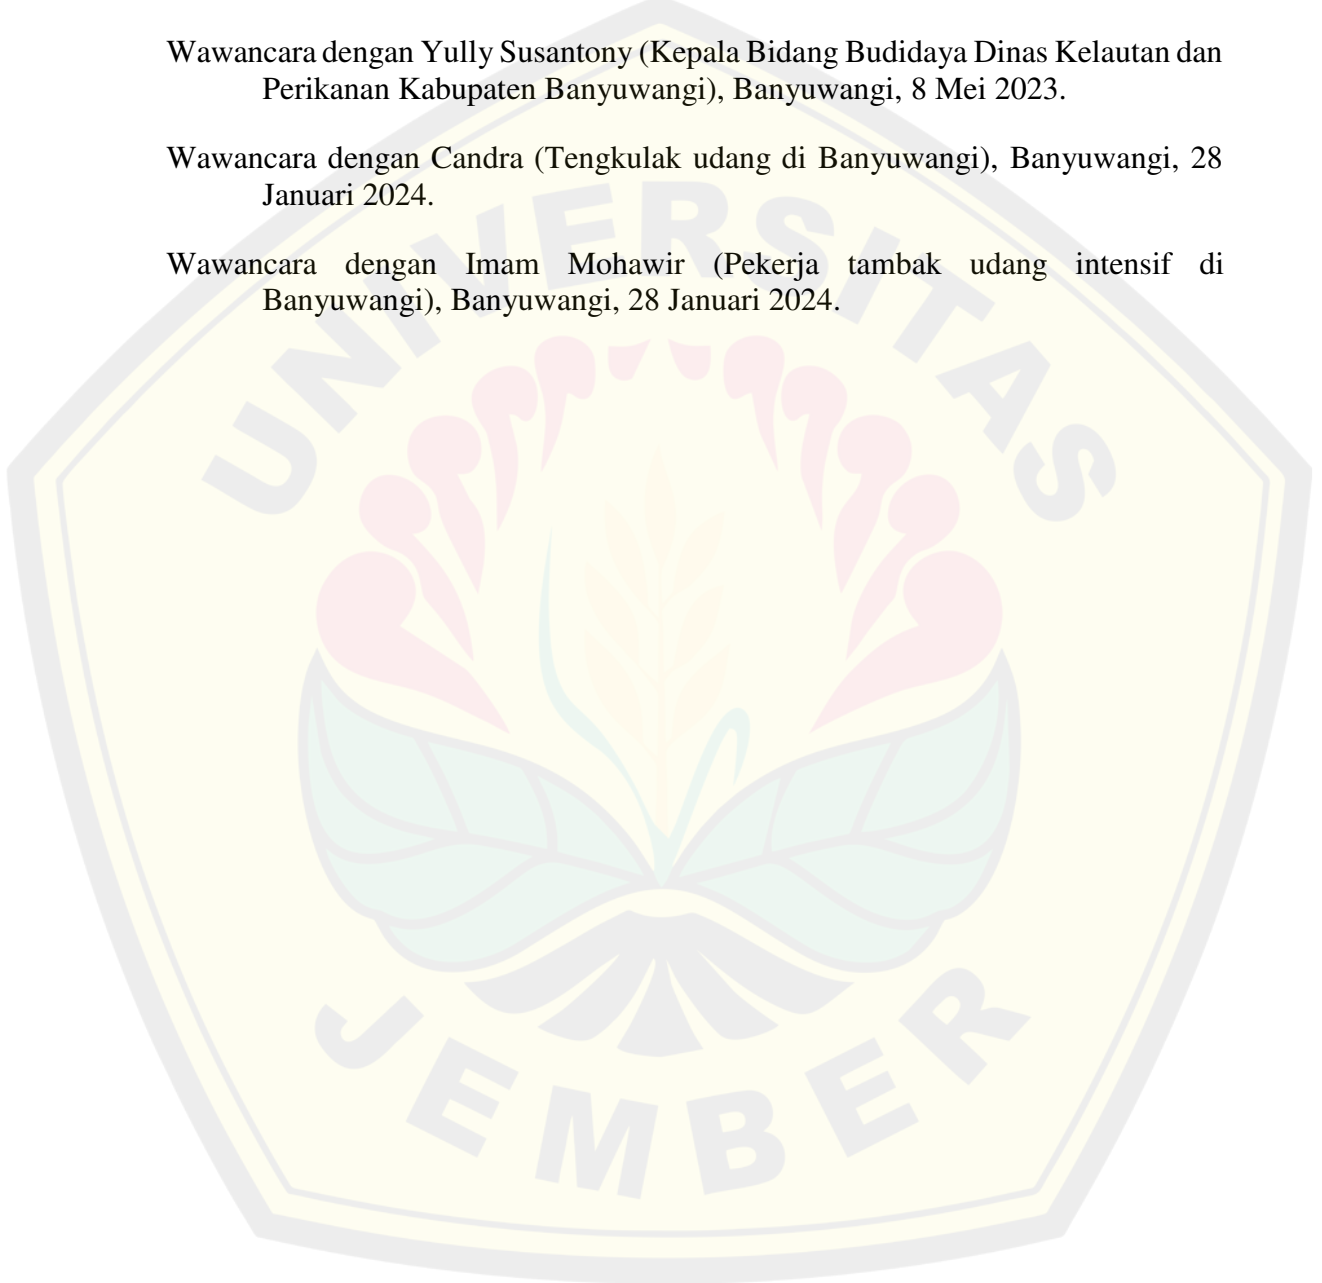 Wawancara dengan Yully Susantony (Kepala Bidang Budidaya Dinas Kelautan dan
Perikanan Kabupaten Banyuwangi), Banyuwangi, 8 Mei 2023.
Wawancara dengan Candra (Tengkulak udang di Banyuwangi), Banyuwangi, 28
Januari 2024.
Wawancara dengan Imam Mohawir (Pekerja tambak udang intensif di
Banyuwangi), Banyuwangi, 28 Januari 2024.
UNIVERSITAS
JEMBER